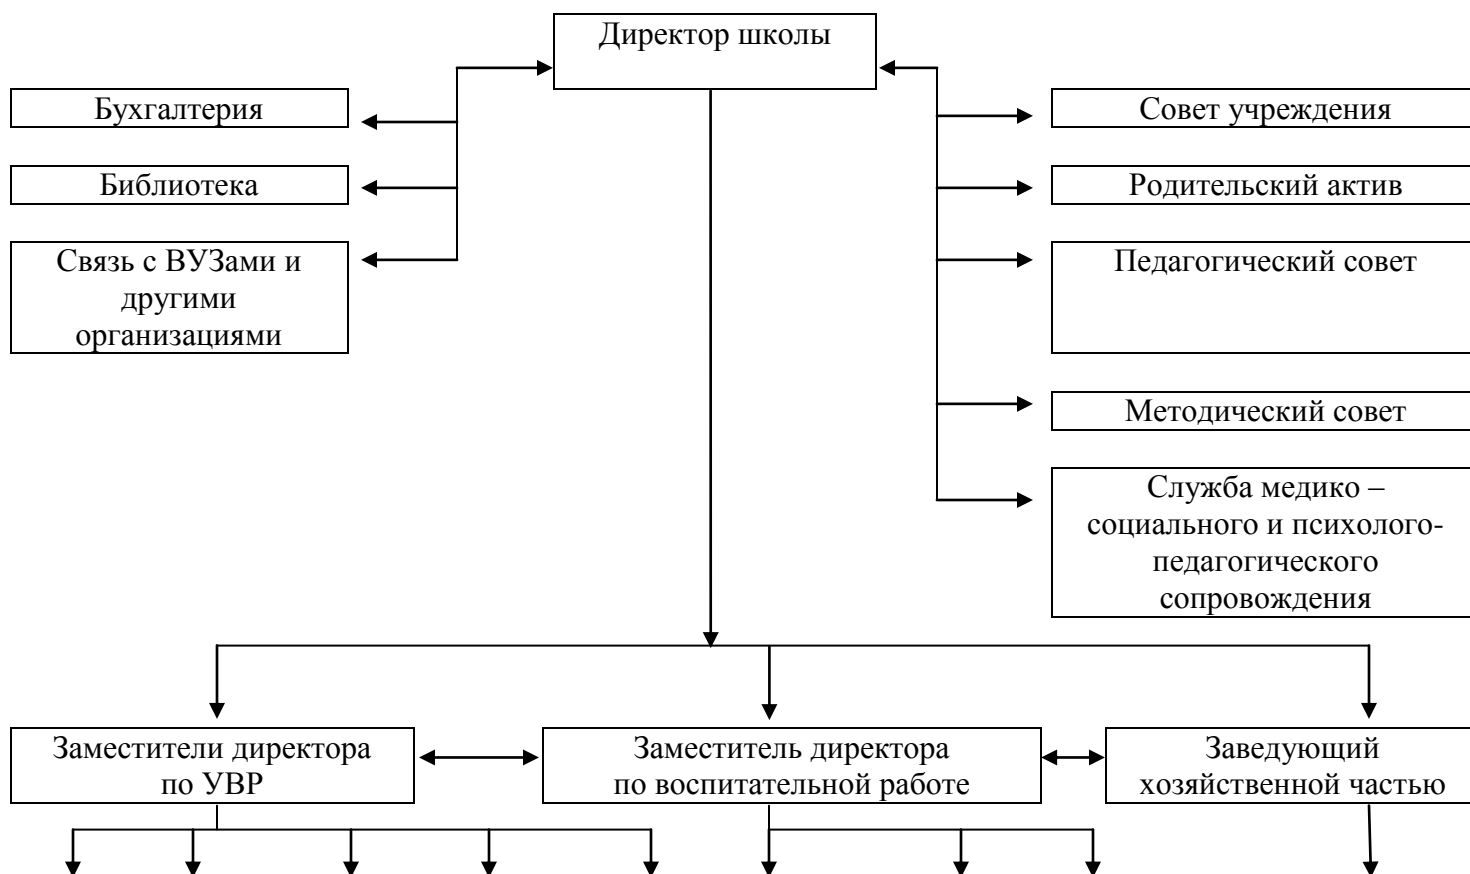 Директор школы
Бухгалтерия
Библиотека
Связь с ВУЗами и
другими
организациями
Совет учреждения
Родительский актив
Педагогический совет
Методический совет
Служба медико –
социального и психолого-
педагогического
сопровождения
Заместители директора
по УВР
Заместитель директора
по воспитательной работе
Заведующий
хозяйственной частью